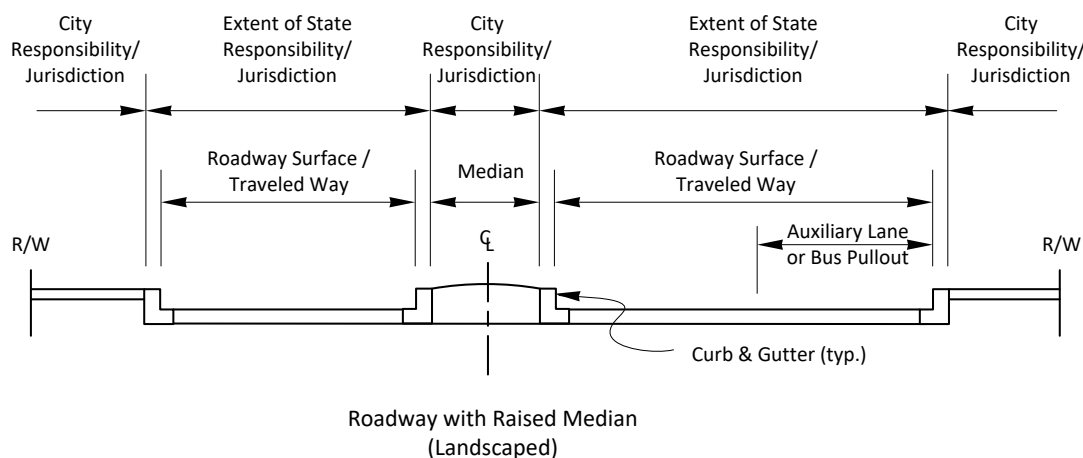 City
Responsibility/
Jurisdiction
Extent of State
Responsibility/
Jurisdiction
City
Responsibility/
Jurisdiction
Extent of State
Responsibility/
Jurisdiction
City
Responsibility/
Jurisdiction
Roadway Surface /
Traveled Way
Median
Roadway Surface /
Traveled Way
R/W
℄
Auxiliary Lane
or Bus Pullout
R/W
Curb & Gutter (typ.)
Roadway with Raised Median
(Landscaped)